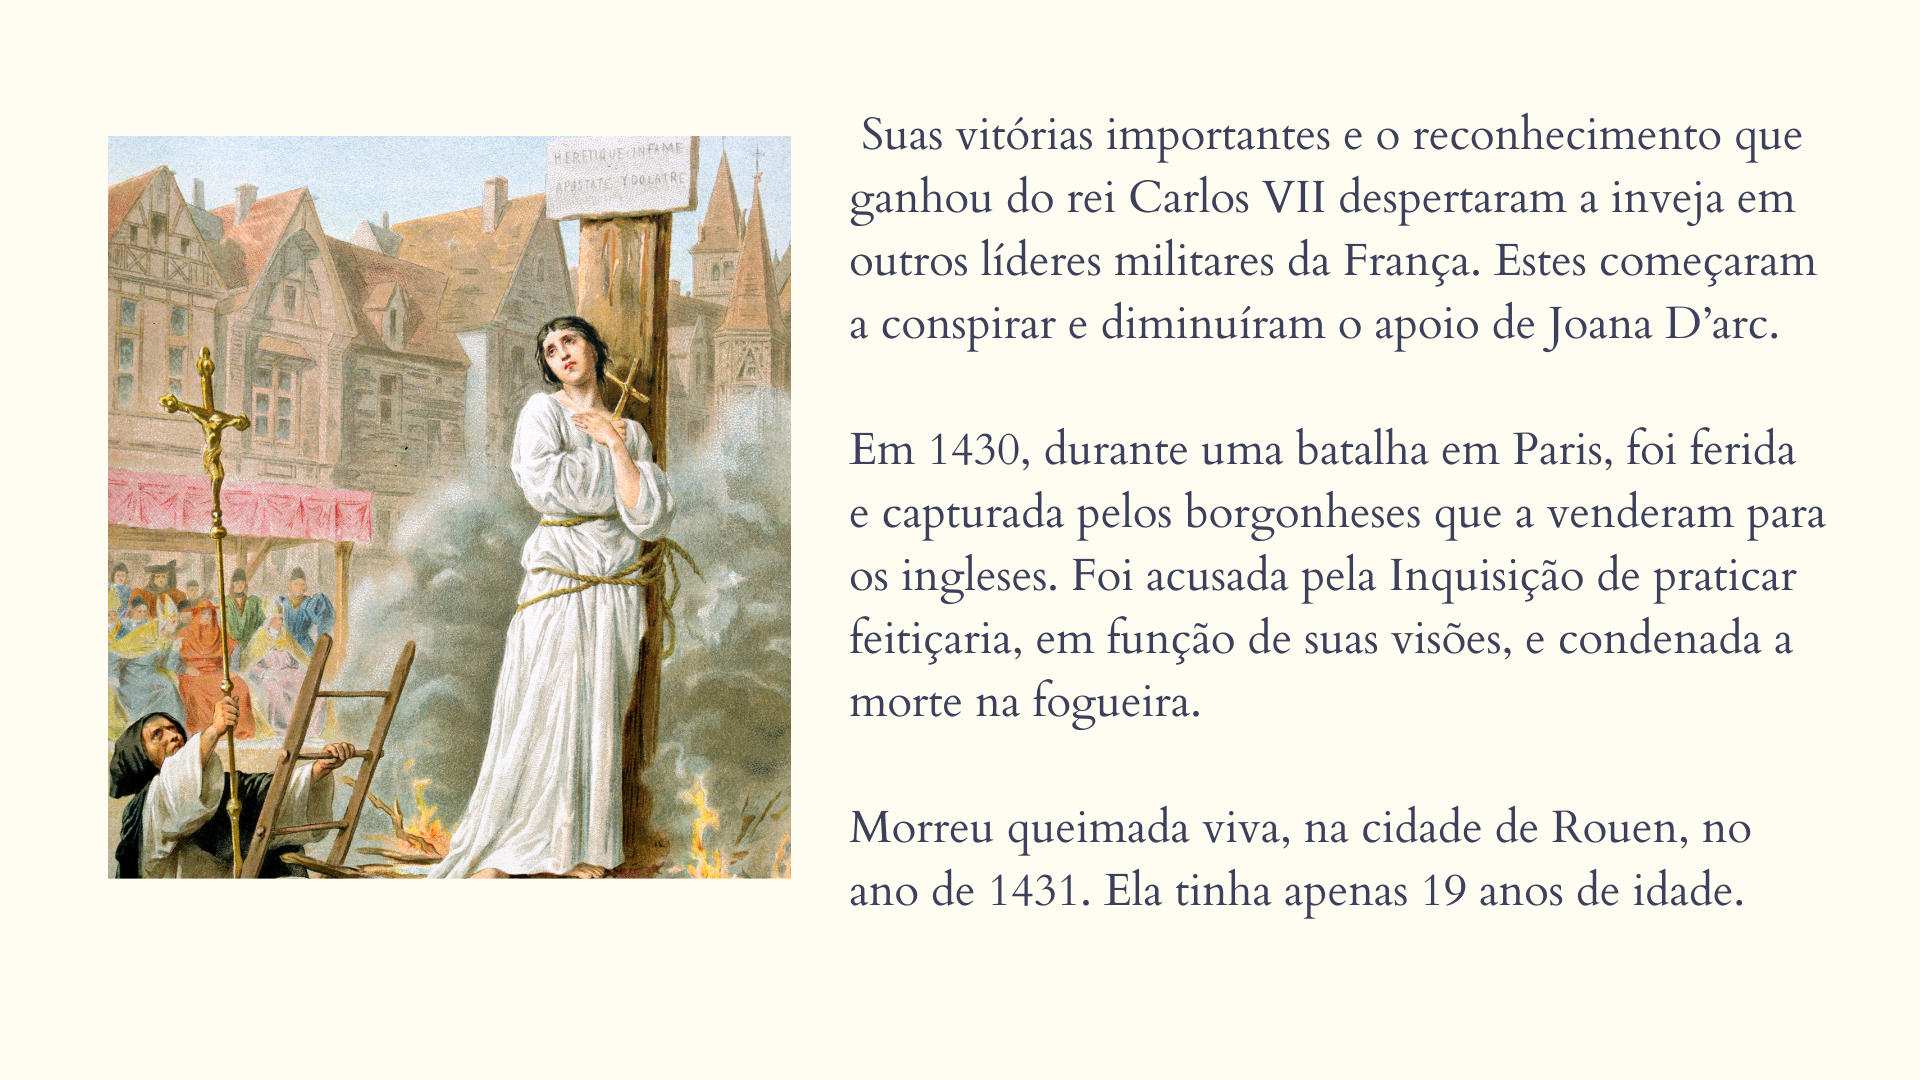 HERETIQUE INFAME
APOSTATE YDOLATRE
Suas vitórias importantes e o reconhecimento que
ganhou do rei Carlos VII despertaram a inveja em
outros líderes militares da França. Estes começaram
a conspirar e diminuíram o apoio de Joana D’arc.
Em 1430, durante uma batalha em Paris, foi ferida
e capturada pelos borgonheses que a venderam para
os ingleses. Foi acusada pela Inquisição de praticar
feitiçaria, em função de suas visões, e condenada a
morte na fogueira.
Morreu queimada viva, na cidade de Rouen, no
ano de 1431. Ela tinha apenas 19 anos de idade.